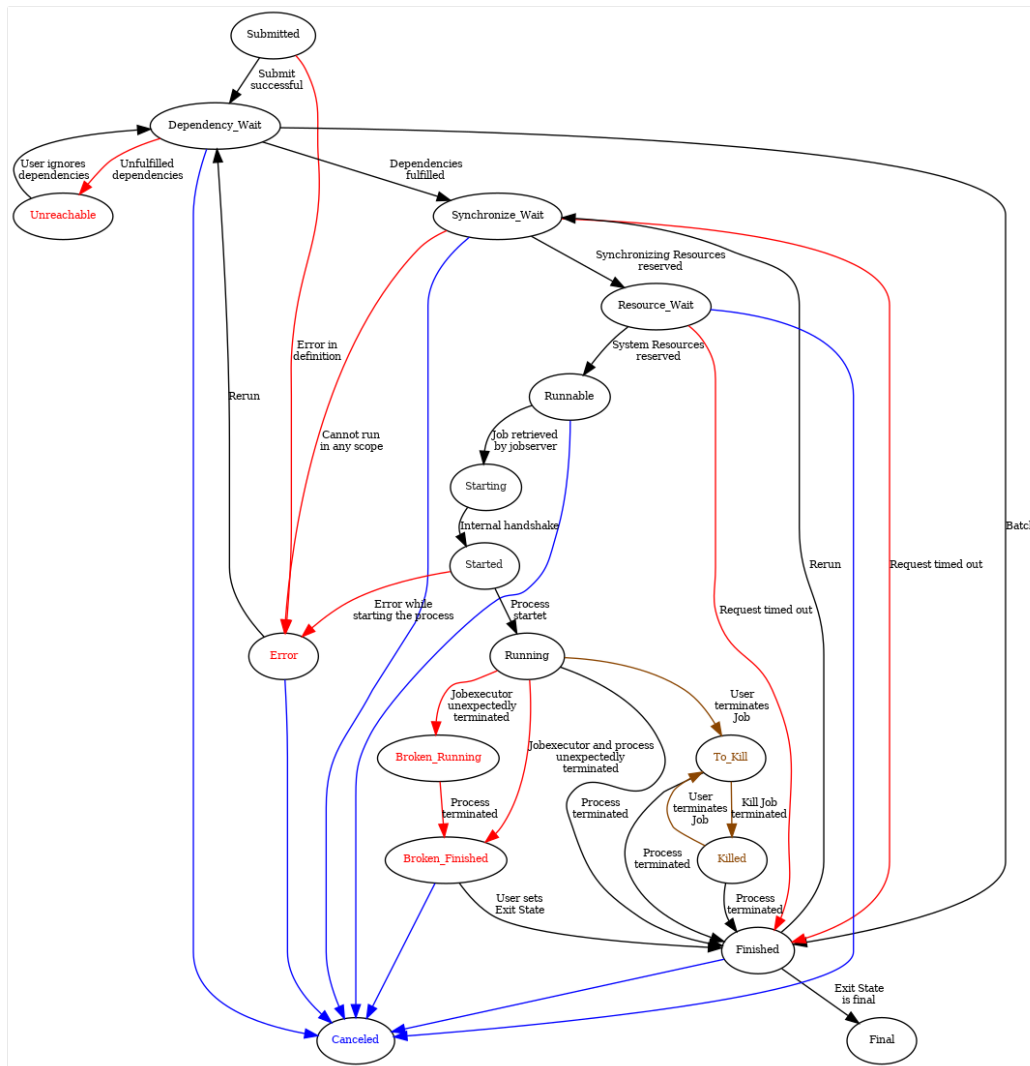 Submitted
Submit
successful
Dependency_Wait
User ignores
dependencies
Unfulfilled
dependencies
Dependencies
fulfilled
Unreachable
Synchronize_Wait
Synchronizing Resources
reserved
Resource_Wait
Error in
definition
System Resources
reserved
Rerun
Runnable
Cannot run
in any scope
Job retrieved
by jobserver
Starting
Internal handshake
Batch
Started
Rerun
Request timed out
Error while
starting the process
Process
startet
Request timed out
Error
Running
Jobexecutor
unexpectedly
terminated
User
terminates
Job
Broken_Running
Jobexecutor and process
unexpectedly
terminated
To_Kill
Process
terminated
Process
terminated
User
terminates
Job
Kill Job
terminated
Broken_Finished
Process
terminated
Killed
User sets
Exit State
Process
terminated
Finished
Exit State
is final
Canceled
Final